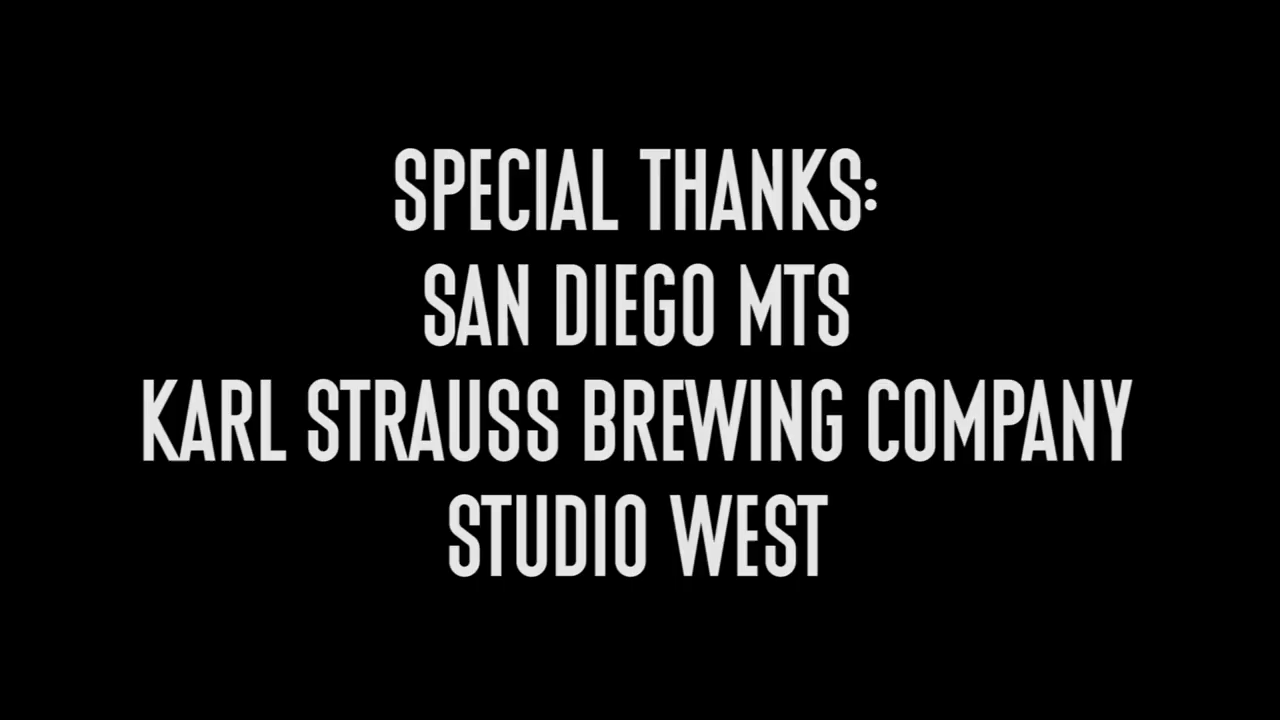 SPECIAL THANKS:
SAN DIEGO MTS
KARL STRAUSS BREWING COMPANY
STUDIO WEST